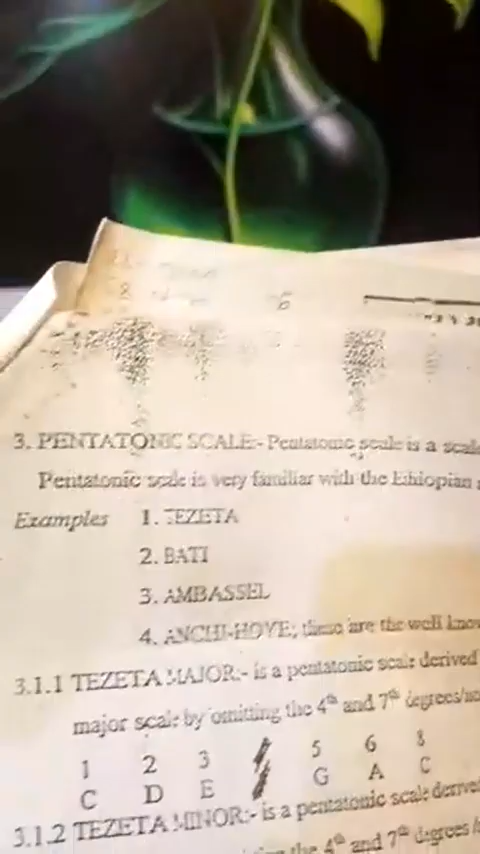 3. PENTATONIC SCALE:- Pentatonic scale is a scale
Pentatonic scale is very familiar with the Ethiopian
Examples 1. TEZETA
2. BATI
3. AMBASSEL
4. ANCHI-HOYE; these are the well know
3.1.1 TEZETA MAJOR:- is a pentatonic scale derived
major scale by omitting the 4th and 7th degrees/no
1 2 3 5 6 8
C D E G A C
3.1.2 TEZETA MINOR:- is a pentatonic scale derive
the 4th and 7th degrees /